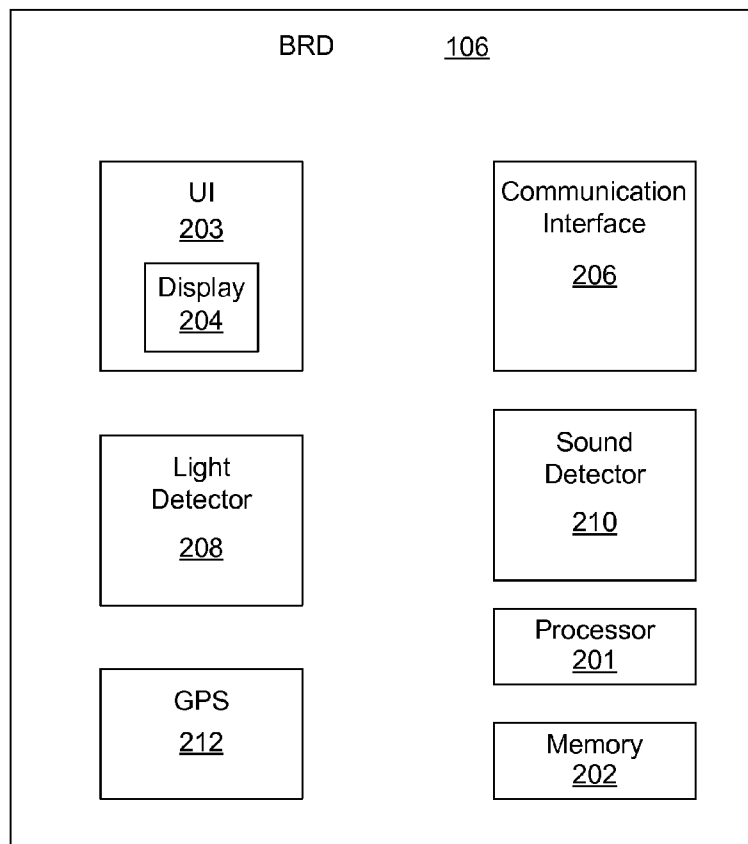 BRD 106
UI
203
Display
204
Communication
Interface
206
Light
Detector
208
Sound
Detector
210
Processor
201
GPS
212
Memory
202